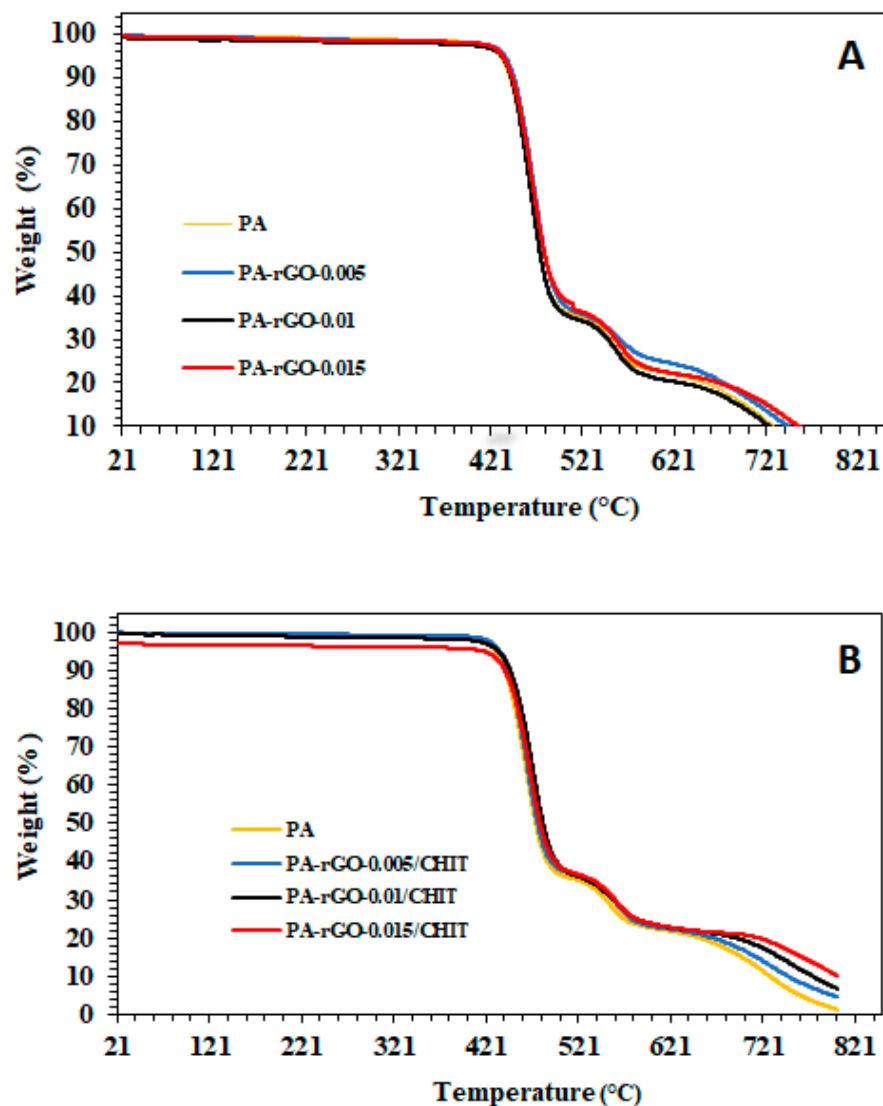 A
100
90
80
70
60
50
40
30
20
10
Weight (%)
PA
PA-rGO-0.005
PA-rGO-0.01
PA-rGO-0.015
21 121 221 321 421 521 621 721 821
Temperature (°C)
B
100
90
80
70
60
50
40
30
20
10
0
Weight (% )
PA
PA-rGO-0.005/CHIT
PA-rGO-0.01/CHIT
PA-rGO-0.015/CHIT
21 121 221 321 421 521 621 721 821
Temperature (°C)